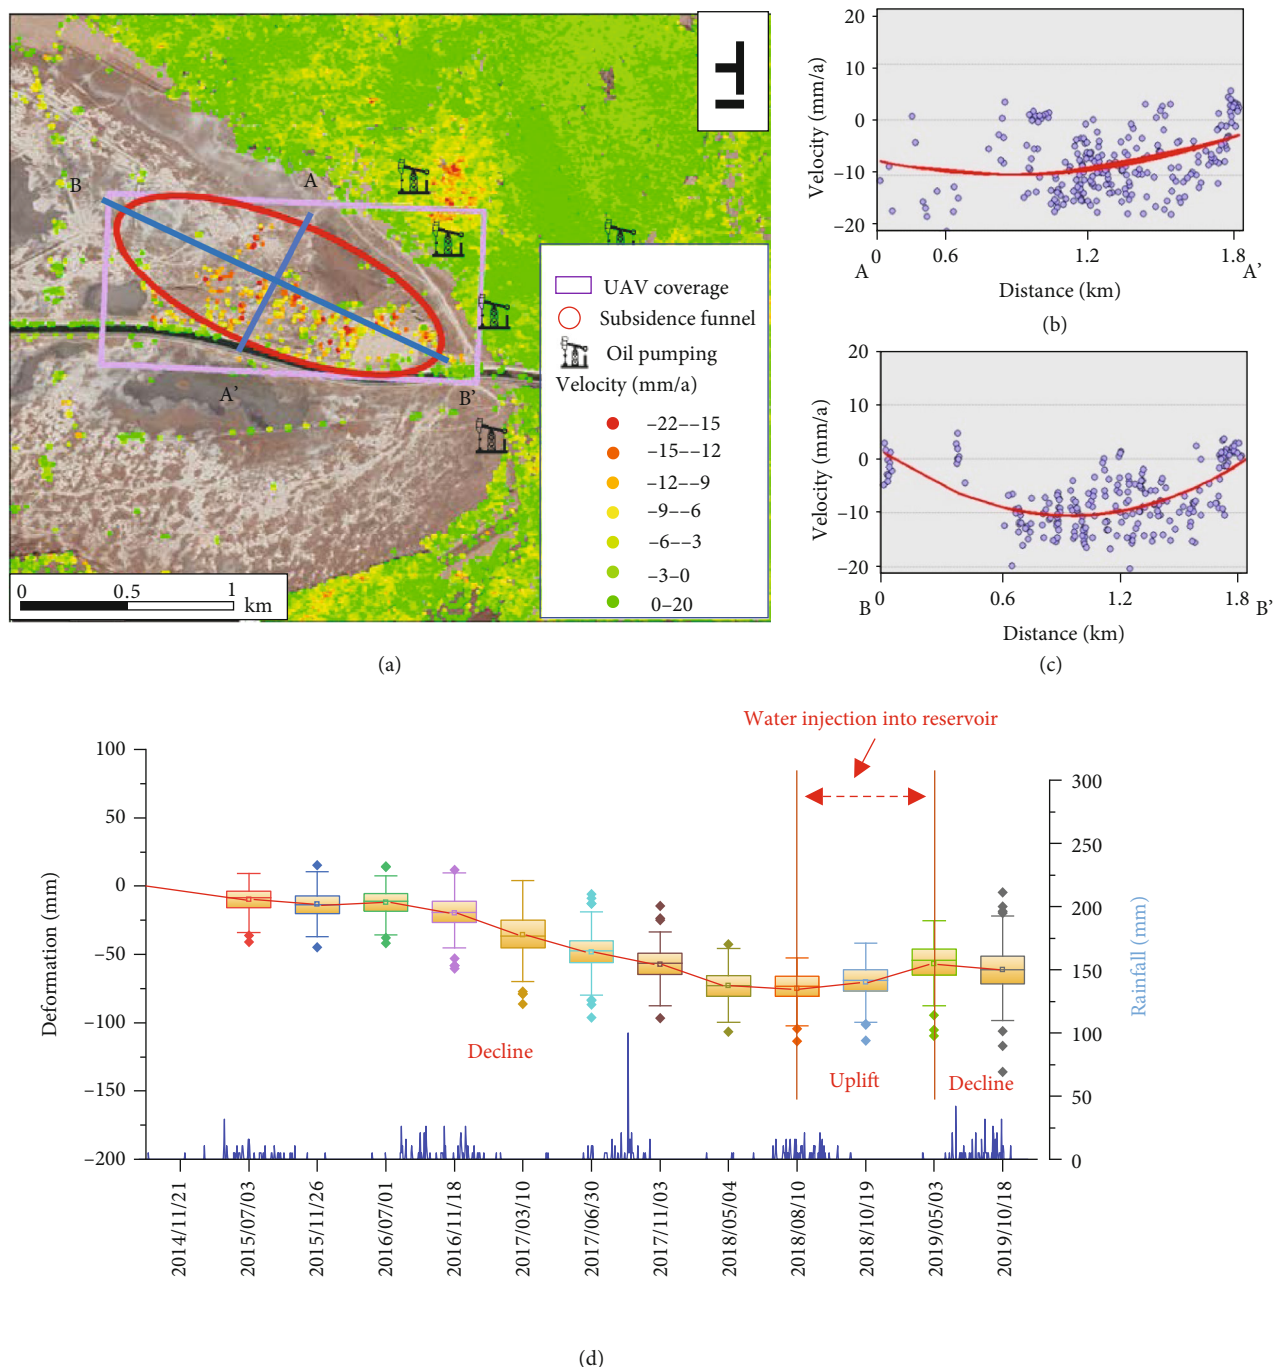 B
A
A'
B'
UAV coverage
Subsidence funnel
Oil pumping
Velocity (mm/a)
–22––15
–15––12
–12––9
–9––6
–6––3
–3–0
0–20
0 0.5 1
km
(a)
20
10
0
–10
–20
Velocity (mm/a)
0 0.6 1.2 1.8
A A'
Distance (km)
(b)
20
10
0
–10
–20
Velocity (mm/a)
B 0 0.6 1.2 1.8 B'
Distance (km)
(c)
Water injection into reservoir
100
50
0
–50
–100
–150
–200
Deformation (mm)
300
250
200
150
100
50
0
Rainfall (mm)
Decline
Uplift
Decline
2014/11/21
2015/07/03
2015/11/26
2016/07/01
2016/11/18
2017/03/10
2017/06/30
2017/11/03
2018/05/04
2018/08/10
2018/10/19
2019/05/03
2019/10/18
(d)